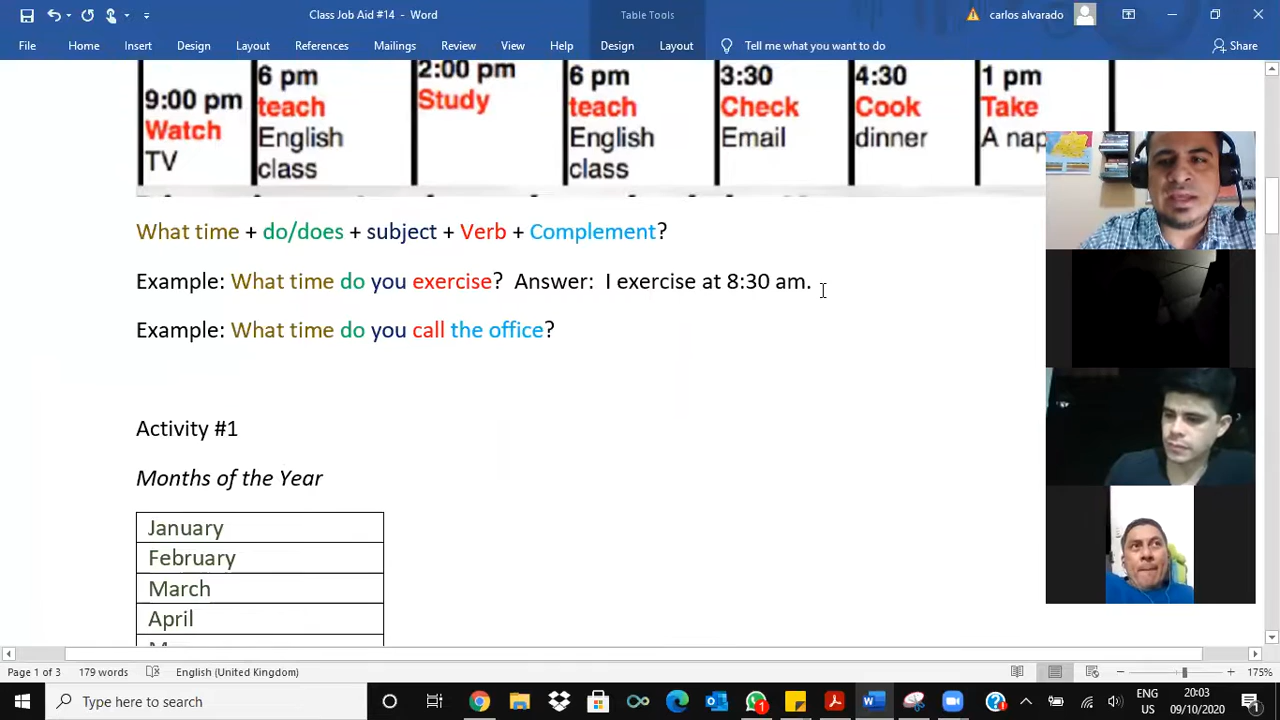 Class Job Aid #14 - Word
Table Tools
carlos alvarado
File Home Insert Design Layout References Mailings Review View Help Design Layout Tell me what you want to do Share
9:00 pm
Watch
TV
6 pm
teach
English
class
2:00 pm
Study
6 pm
teach
English
class
3:30
Check
Email
4:30
Cook
dinner
1 pm
Take
A nap
What time + do/does + subject + Verb + Complement?
Example: What time do you exercise? Answer: I exercise at 8:30 am.
Example: What time do you call the office?
Activity #1
Months of the Year
January
February
March
April
Page 1 of 3 179 words English (United Kingdom) 175%
Type here to search
ENG
US
20:03
09/10/2020